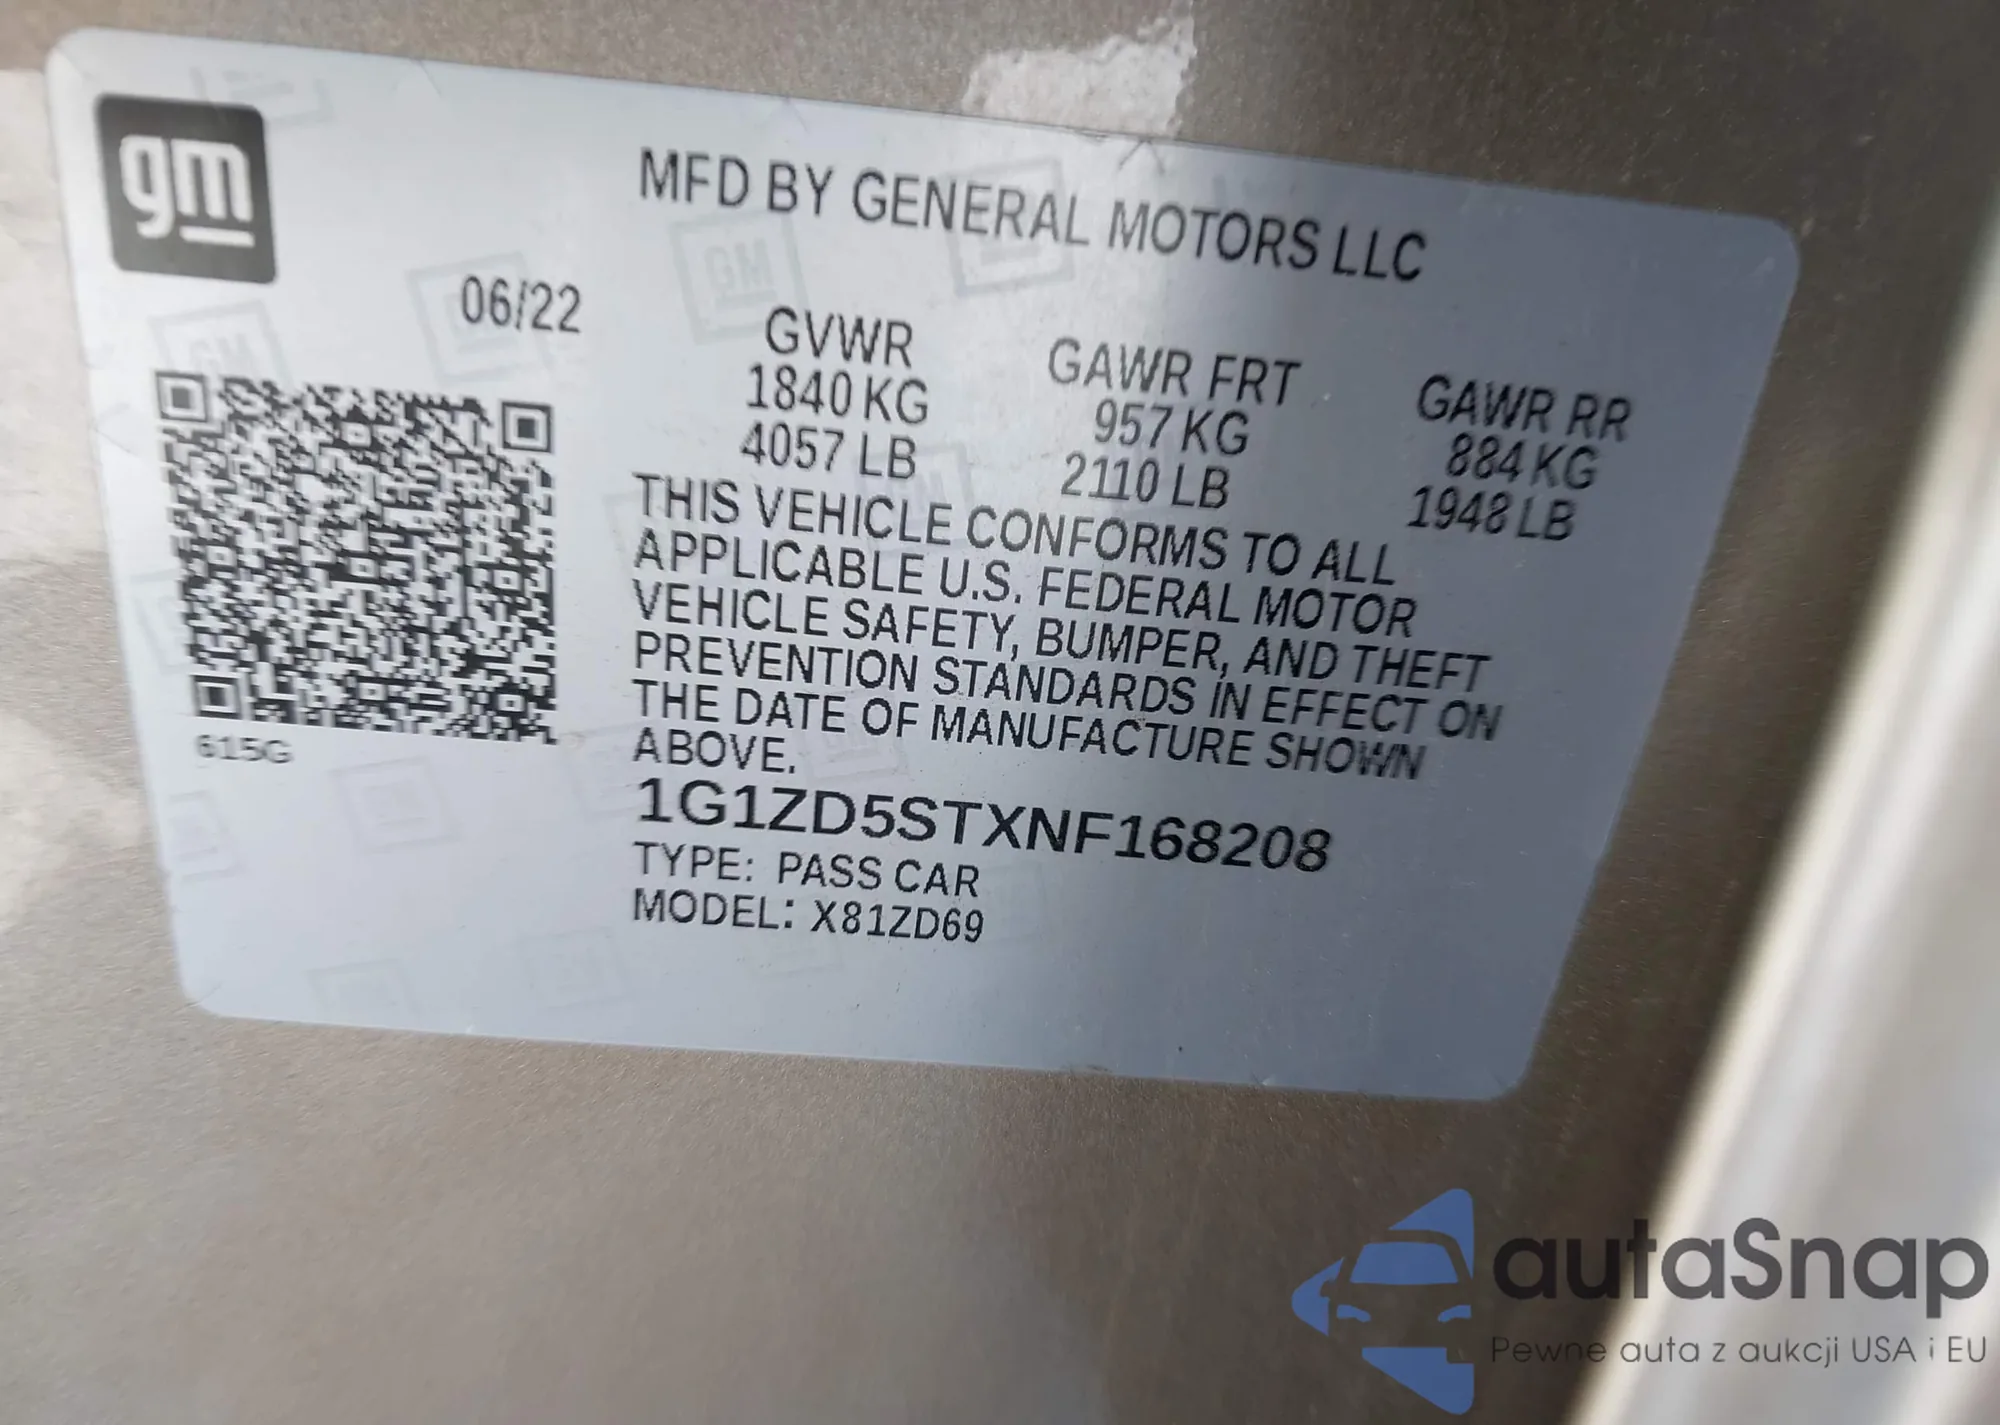 gm
MFD BY GENERAL MOTORS LLC
06/22
GVWR
1840 KG
4057 LB
GAWR FRT
957 KG
2110 LB
GAWR RR
884 KG
1948 LB
THIS VEHICLE CONFORMS TO ALL
APPLICABLE U.S. FEDERAL MOTOR
VEHICLE SAFETY, BUMPER, AND THEFT
PREVENTION STANDARDS IN EFFECT ON
THE DATE OF MANUFACTURE SHOWN
ABOVE.
615G
1G1ZD5STXNF168208
TYPE: PASS CAR
MODEL: X81ZD69
autaSnap
Pewne auta z aukcji USA i EU